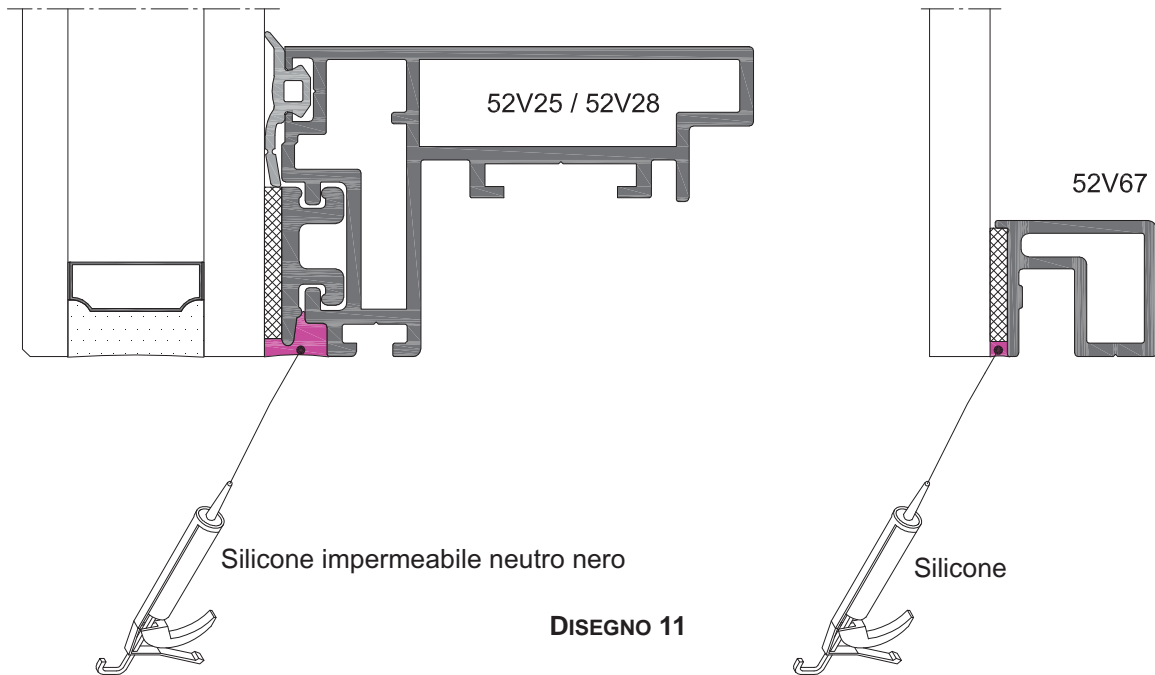 52V25 / 52V28
52V67
Silicone impermeabile neutro nero
Silicone
DISEGNO 11